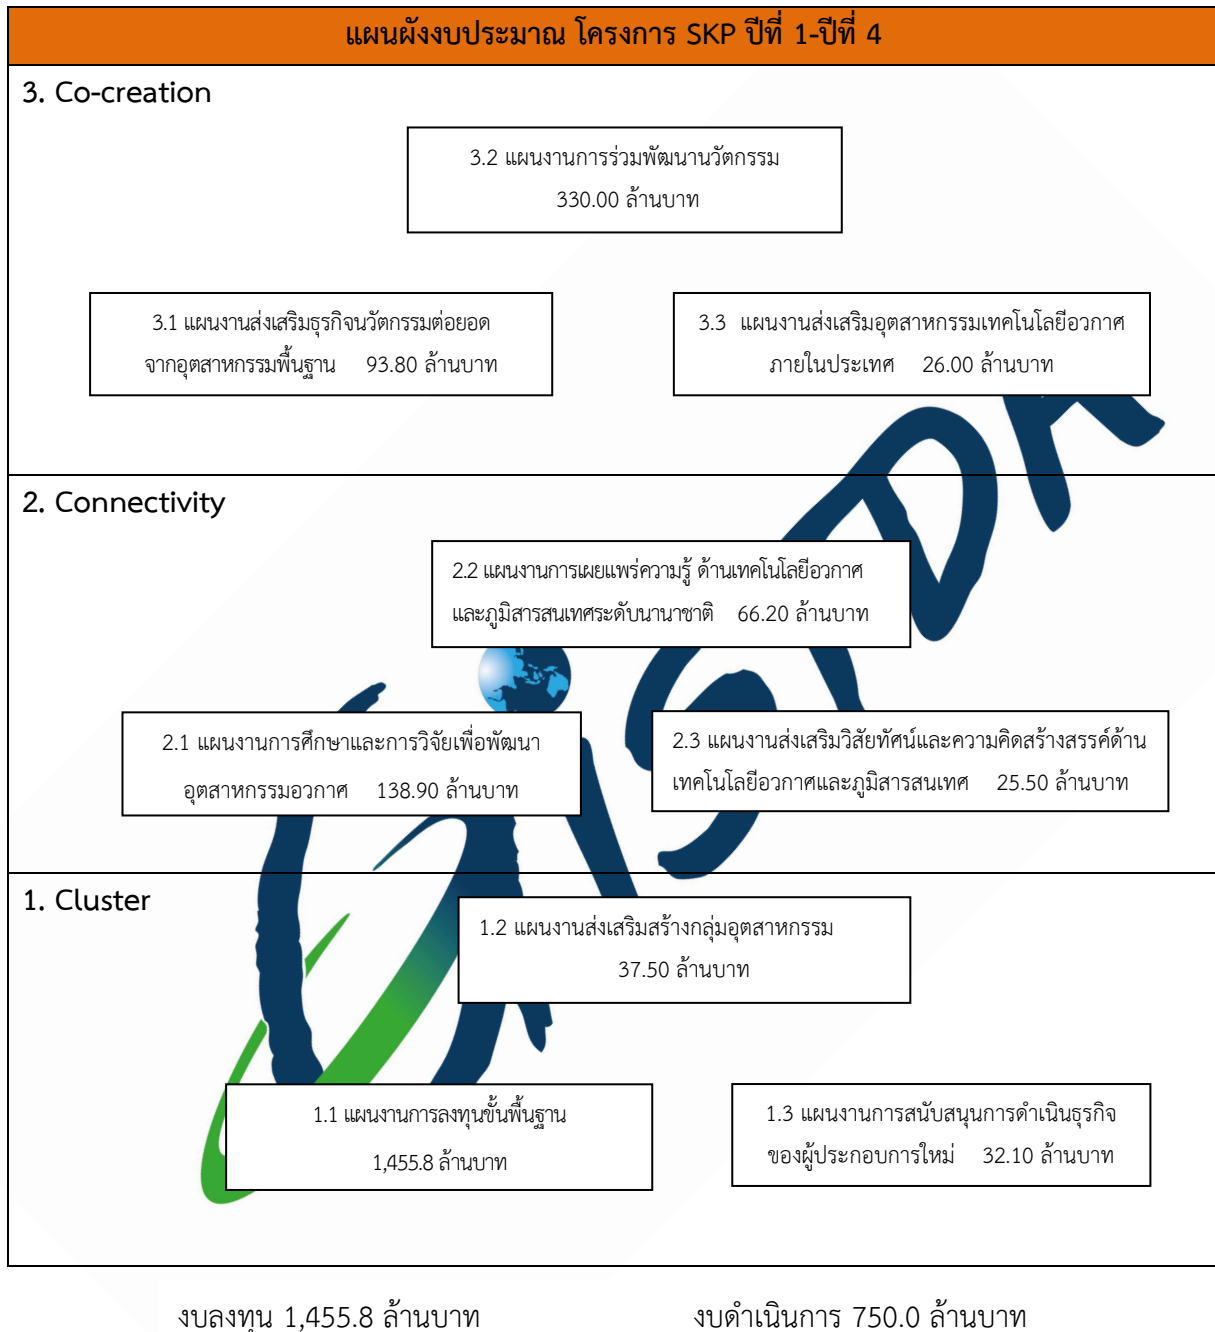 แผนผังงบประมาณ โครงการ SKP ปีที่ 1-ปีที่ 4
3. Co-creation
3.2 แผนงานการร่วมพัฒนานวัตกรรม
330.00 ล้านบาท
3.1 แผนงานส่งเสริมธุรกิจนวัตกรรมต่อยอด
จากอุตสาหกรรมพื้นฐาน 93.80 ล้านบาท
3.3 แผนงานส่งเสริมอุตสาหกรรมเทคโนโลยีอวกาศ
ภายในประเทศ 26.00 ล้านบาท
2. Connectivity
2.2 แผนงานการเผยแพร่ความรู้ ด้านเทคโนโลยีอวกาศ
และภูมิสารสนเทศระดับนานาชาติ 66.20 ล้านบาท
2.1 แผนงานการศึกษาและการวิจัยเพื่อพัฒนา
อุตสาหกรรมอวกาศ 138.90 ล้านบาท
2.3 แผนงานส่งเสริมวิสัยทัศน์และความคิดสร้างสรรค์ด้าน
เทคโนโลยีอวกาศและภูมิสารสนเทศ 25.50 ล้านบาท
1. Cluster
1.2 แผนงานส่งเสริมสร้างกลุ่มอุตสาหกรรม
37.50 ล้านบาท
1.1 แผนงานการลงทุนขั้นพื้นฐาน
1,455.8 ล้านบาท
1.3 แผนงานการสนับสนุนการดำเนินธุรกิจ
ของผู้ประกอบการใหม่ 32.10 ล้านบาท
งบลงทุน 1,455.8 ล้านบาท งบดำเนินการ 750.0 ล้านบาท